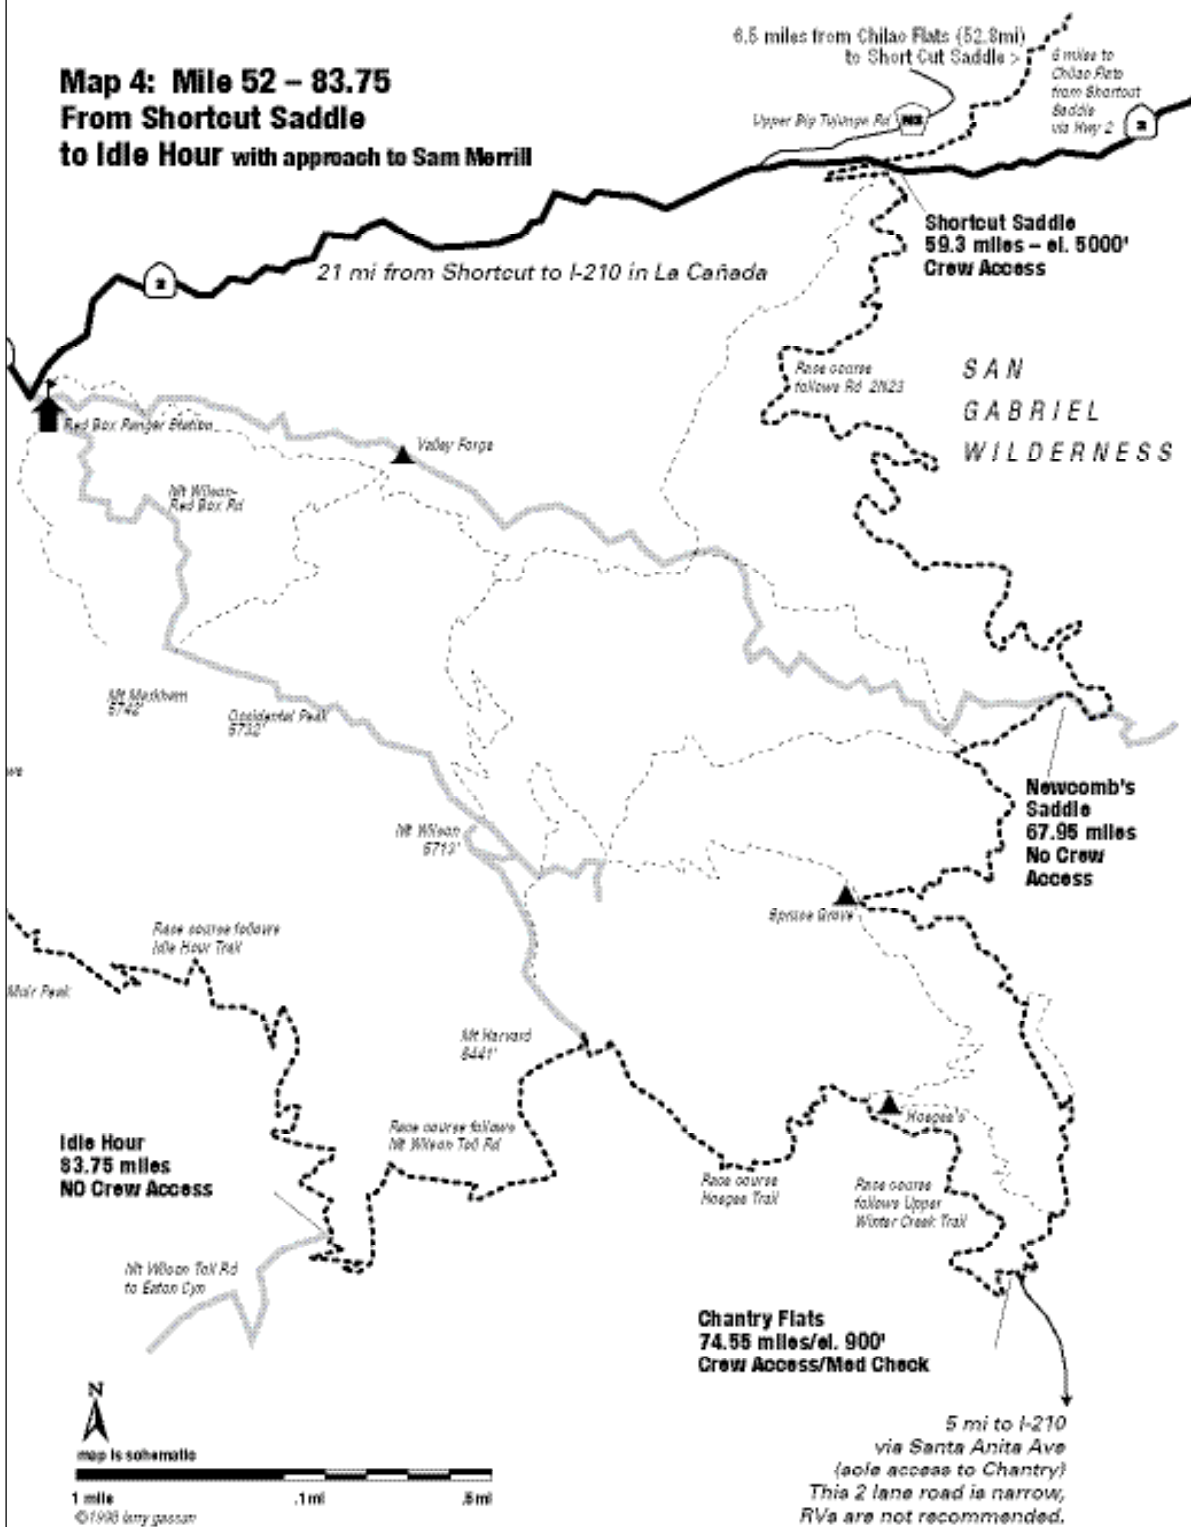 6.5 miles from Chilao Flats (52.8mi)
to Short Cut Saddle >
6 miles to
Chilao Flats
from Shortcut
Saddle
via Hwy 2
Map 4: Mile 52 – 83.75
From Shortcut Saddle
to Idle Hour with approach to Sam Merrill
Upper Big Tujunga Rd
N3
2
Shortcut Saddle
59.3 miles – el. 5000'
Crew Access
21 mi from Shortcut to I-210 in La Cañada
2
Race course
follows Rd 2N23
SAN
GABRIEL
WILDERNESS
Red Box Ranger Station
Valley Forge
Mt Wilson-
Red Box Rd
Mt Markham
5742'
Occidental Peak
5732'
we
Newcomb's
Saddle
67.95 miles
No Crew
Access
Mt Wilson
5713'
Spruce Grove
Race course follows
Idle Hour Trail
Muir Peak
Mt Harvard
5441'
Hoegee's
Race course follows
Mt Wilson Toll Rd
Idle Hour
83.75 miles
NO Crew Access
Race course
Hoegee Trail
Race course
follows Upper
Winter Creek Trail
Mt Wilson Toll Rd
to Eaton Cyn
Chantry Flats
74.55 miles/el. 900'
Crew Access/Med Check
N
map is schematic
1 mile .1mi .5mi
©1998 larry gassan
5 mi to I-210
via Santa Anita Ave
(sole access to Chantry)
This 2 lane road is narrow,
RVs are not recommended.